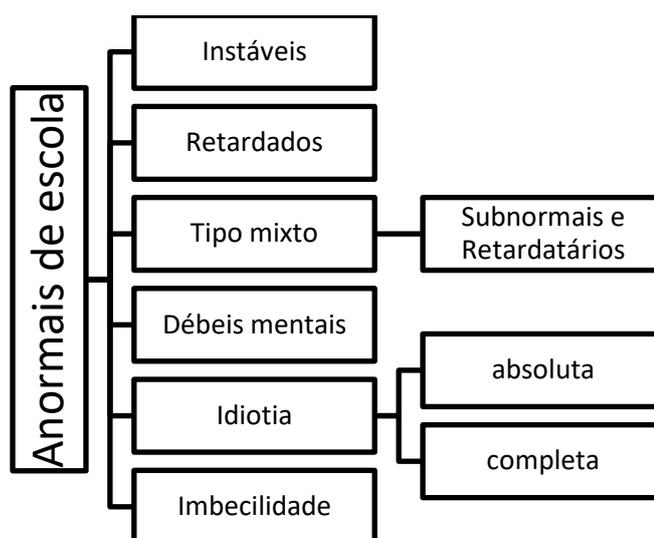 Anormais de escola
Instáveis
Retardados
Tipo mixto
Subnormais e
Retardatários
Débeis mentais
Idiotia
absoluta
completa
Imbecilidade